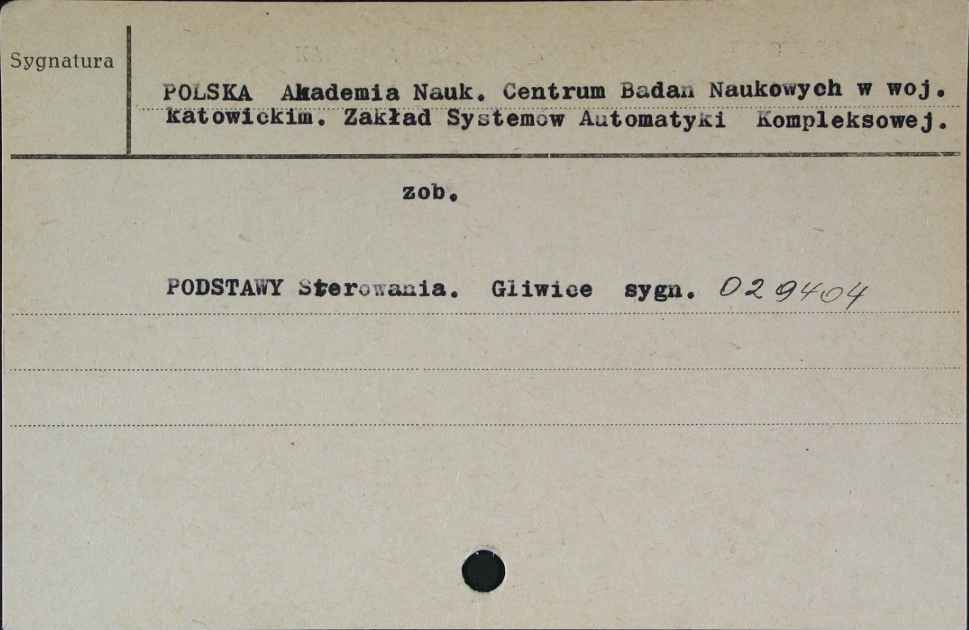 Sygnatura
POLSKA Akademia Nauk. Centrum Badan Naukowych w woj.
katowickim. Zakład Systemow Automatyki Kompleksowej.
zob.
PODSTAWY Sterowania. Gliwice sygn. 029404